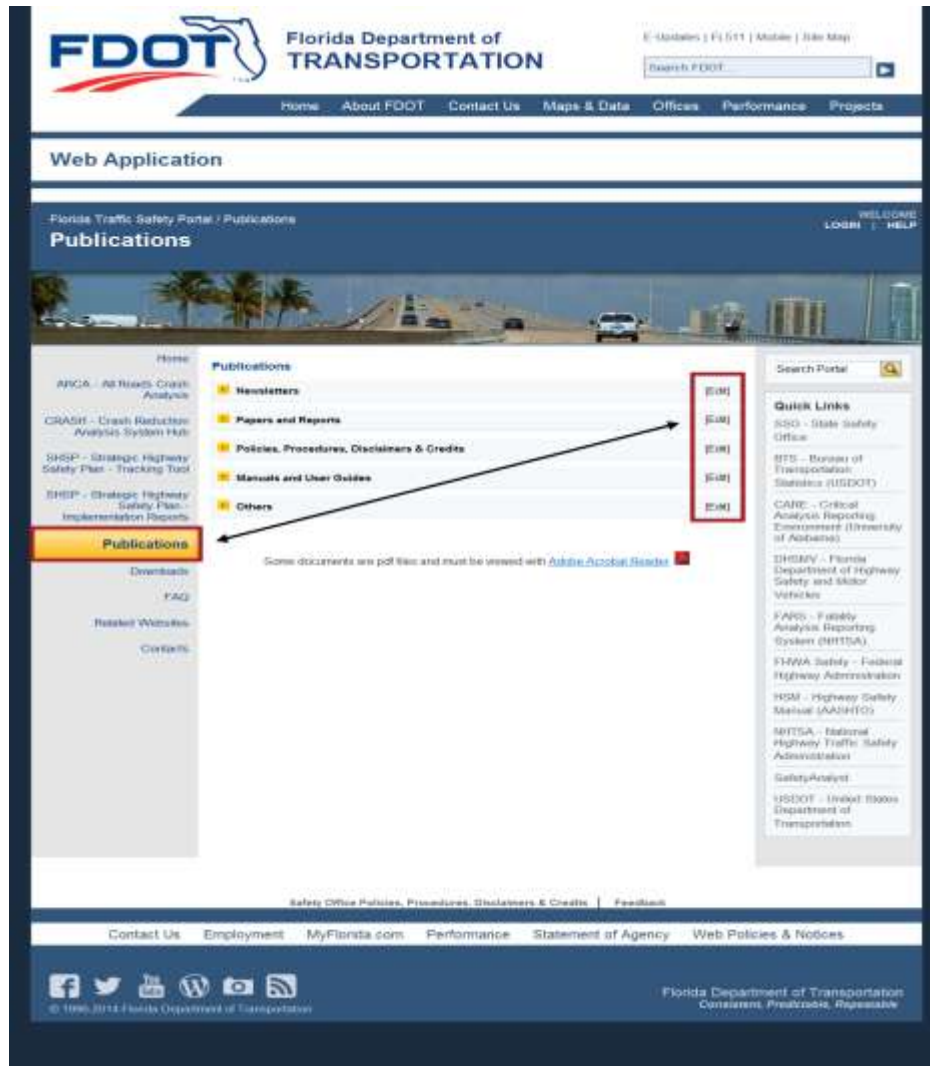 FDOT
Florida Department of
TRANSPORTATION
E-Updates | FL511 | Mobile | Site Map
Search FDOT...
Home About FDOT Contact Us Maps & Data Offices Performance Projects
Web Application
Florida Traffic Safety Portal / Publications
Publications
WELCOME
LOGIN | HELP
Home
ARCA - All Roads Crash
Analysis
CRASH - Crash Reduction
Analysis System Hub
SHSP - Strategic Highway
Safety Plan - Tracking Tool
SHSP - Strategic Highway
Safety Plan -
Implementation Reports
Publications
Downloads
FAQ
Related Websites
Contacts
Publications
Newsletters [Edit]
Papers and Reports [Edit]
Policies, Procedures, Disclaimers & Credits [Edit]
Manuals and User Guides [Edit]
Others [Edit]
Some documents are pdf files and must be viewed with Adobe Acrobat Reader
Search Portal
Quick Links
SSO - State Safety
Office
BTS - Bureau of
Transportation
Statistics (USDOT)
CARE - Critical
Analysis Reporting
Environment (University
of Alabama)
DHSMV - Florida
Department of Highway
Safety and Motor
Vehicles
FARS - Fatality
Analysis Reporting
System (NHTSA)
FHWA Safety - Federal
Highway Administration
HSM - Highway Safety
Manual (AASHTO)
NHTSA - National
Highway Traffic Safety
Administration
SafetyAnalyst
USDOT - United States
Department of
Transportation
Safety Office Policies, Procedures, Disclaimers & Credits | Feedback
Contact Us Employment MyFlorida.com Performance Statement of Agency Web Policies & Notices
© 1996-2014 Florida Department of Transportation
Florida Department of Transportation
Consistent, Predictable, Repeatable